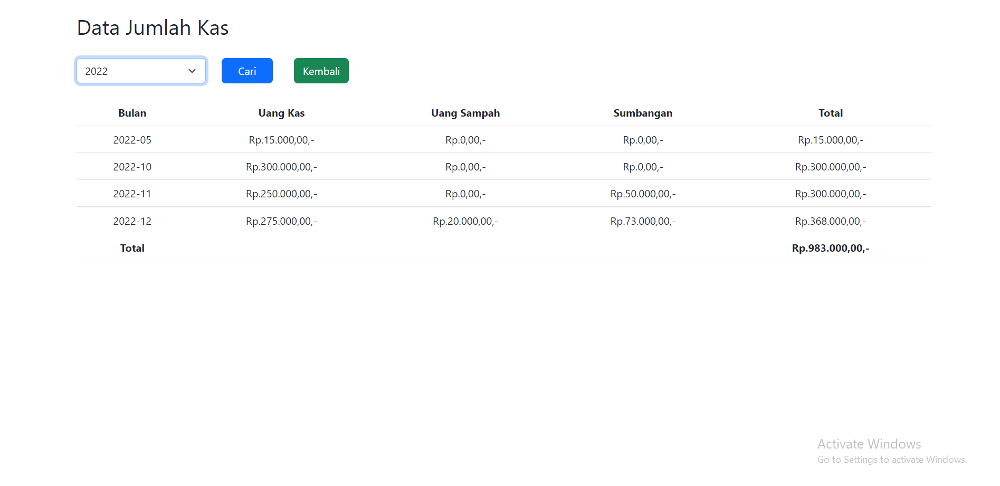 Data Jumlah Kas
2022 Cari Kembali
Bulan Uang Kas Uang Sampah Sumbangan Total
2022-05 Rp.15.000,00,- Rp.0,00,- Rp.0,00,- Rp.15.000,00,-
2022-10 Rp.300.000,00,- Rp.0,00,- Rp.0,00,- Rp.300.000,00,-
2022-11 Rp.250.000,00,- Rp.0,00,- Rp.50.000,00,- Rp.300.000,00,-
2022-12 Rp.275.000,00,- Rp.20.000,00,- Rp.73.000,00,- Rp.368.000,00,-
Total Rp.983.000,00,-
Activate Windows
Go to Settings to activate Windows.